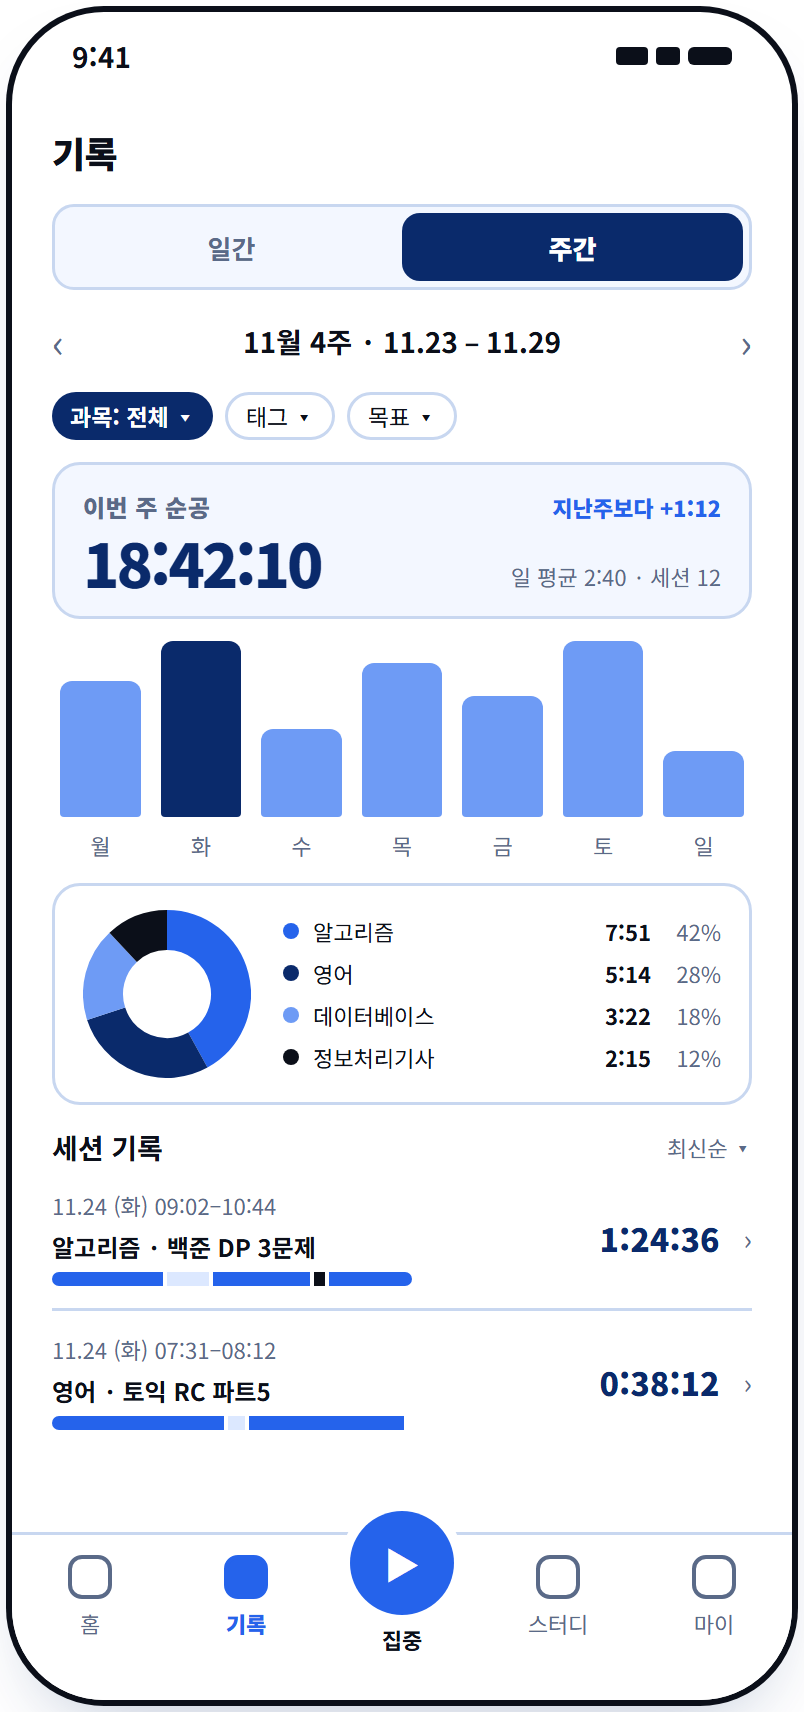 9:41
기록
일간 주간
‹ 11월 4주 · 11.23 – 11.29 ›
과목: 전체 ▾ 태그 ▾ 목표 ▾
이번 주 순공 지난주보다 +1:12
18:42:10 일 평균 2:40 · 세션 12
월 화 수 목 금 토 일
알고리즘 7:51 42%
영어 5:14 28%
데이터베이스 3:22 18%
정보처리기사 2:15 12%
세션 기록 최신순 ▾
11.24 (화) 09:02–10:44
알고리즘 · 백준 DP 3문제 1:24:36 ›
11.24 (화) 07:31–08:12
영어 · 토익 RC 파트5 0:38:12 ›
홈 기록 집중 스터디 마이